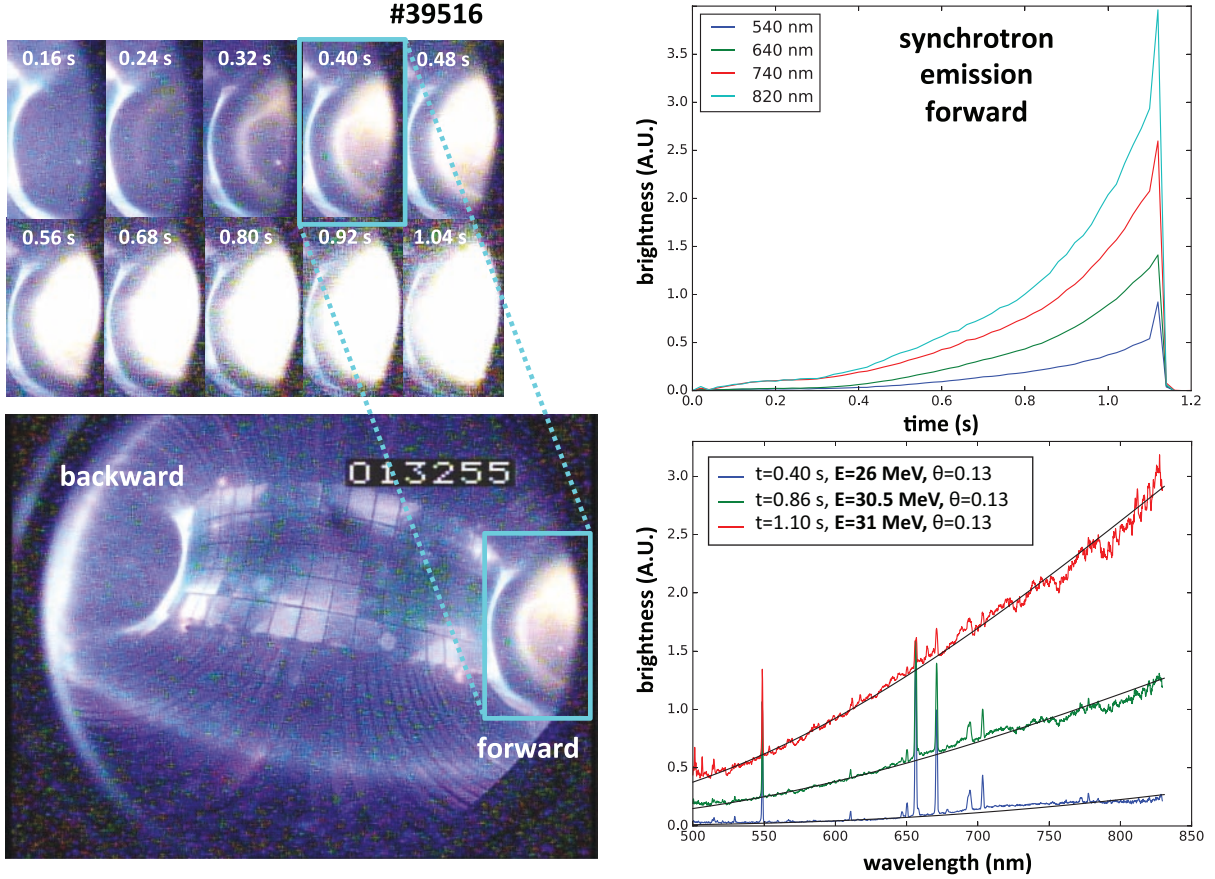 #39516
0.16 s 0.24 s 0.32 s 0.40 s 0.48 s
0.56 s 0.68 s 0.80 s 0.92 s 1.04 s
backward
013255
forward
540 nm
640 nm
740 nm
820 nm
synchrotron
emission
forward
brightness (A.U.)
3.5
3.0
2.5
2.0
1.5
1.0
0.5
0.0
0.0 0.2 0.4 0.6 0.8 1.0 1.2
time (s)
t=0.40 s, E=26 MeV, θ=0.13
t=0.86 s, E=30.5 MeV, θ=0.13
t=1.10 s, E=31 MeV, θ=0.13
brightness (A.U.)
3.0
2.5
2.0
1.5
1.0
0.5
0.0
500 550 600 650 700 750 800 850
wavelength (nm)